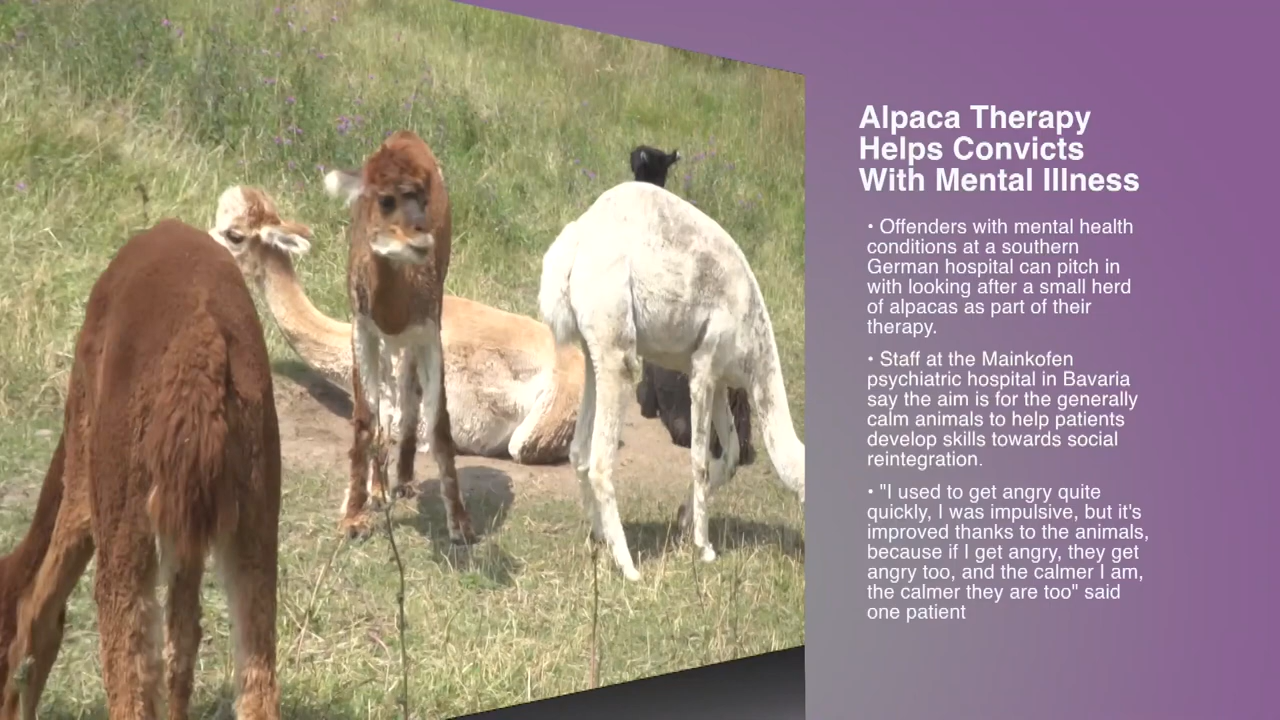 Alpaca Therapy
Helps Convicts
With Mental Illness
• Offenders with mental health
conditions at a southern
German hospital can pitch in
with looking after a small herd
of alpacas as part of their
therapy.
• Staff at the Mainkofen
psychiatric hospital in Bavaria
say the aim is for the generally
calm animals to help patients
develop skills towards social
reintegration.
• "I used to get angry quite
quickly, I was impulsive, but it's
improved thanks to the animals,
because if I get angry, they get
angry too, and the calmer I am,
the calmer they are too" said
one patient